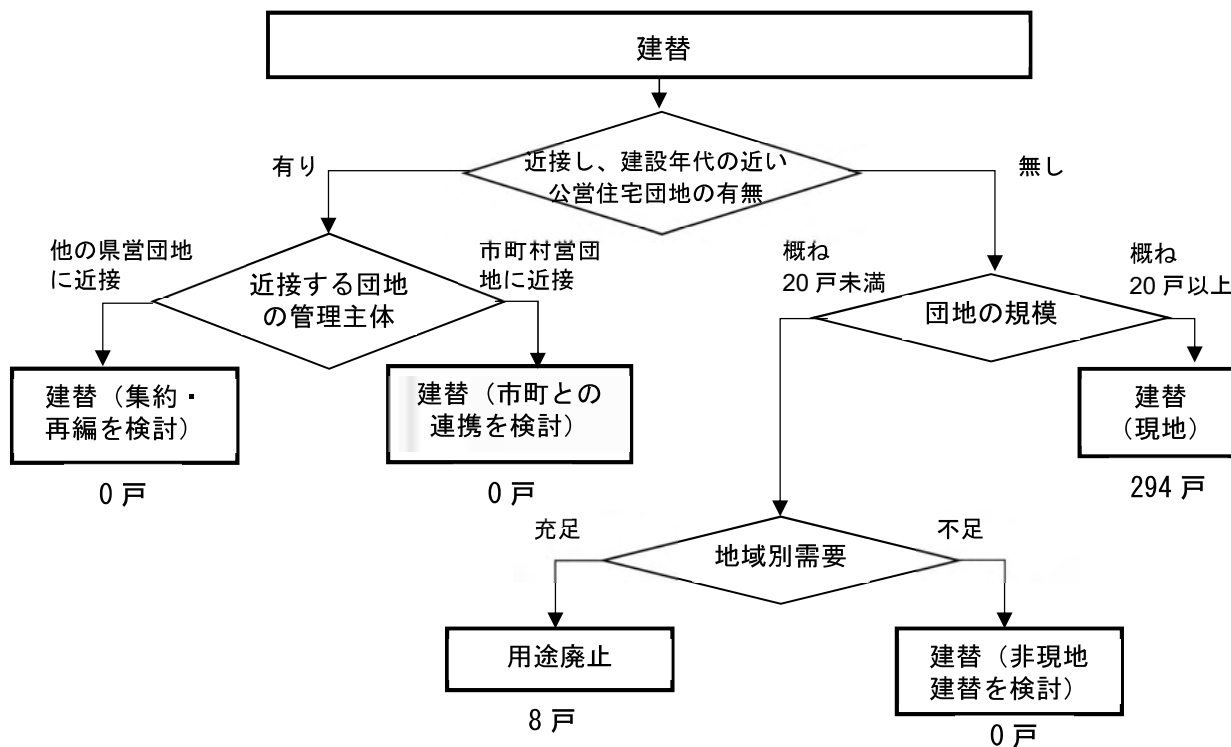 建替
近接し、建設年代の近い
公営住宅団地の有無
有り
無し
他の県営団地
に近接
市町村営団
地に近接
近接する団地
の管理主体
概ね
20 戸未満
概ね
20 戸以上
団地の規模
建替（集約・
再編を検討）
0 戸
建替（市町との
連携を検討）
0 戸
建替
（現地）
294 戸
充足
不足
地域別需要
用途廃止
8 戸
建替（非現地
建替を検討）
0 戸